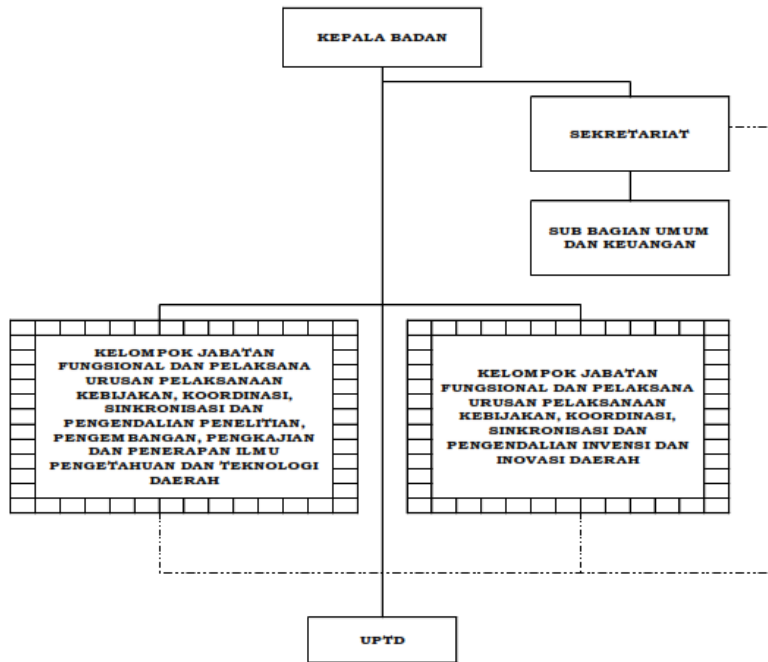 KEPALA BADAN
SEKRETARIAT
SUB BAGIAN UMUM
DAN KEUANGAN
KELOMPOK JABATAN
FUNGSIONAL DAN PELAKSANA
URUSAN PELAKSANAAN
KEBIJAKAN, KOORDINASI,
SINKRONISASI DAN
PENGENDALIAN PENELITIAN,
PENGEMBANGAN, PENGKAJIAN
DAN PENERAPAN ILMU
PENGETAHUAN DAN TEKNOLOGI
DAERAH
KELOMPOK JABATAN
FUNGSIONAL DAN PELAKSANA
URUSAN PELAKSANAAN
KEBIJAKAN, KOORDINASI,
SINKRONISASI DAN
PENGENDALIAN INVENSI DAN
INOVASI DAERAH
UPTD